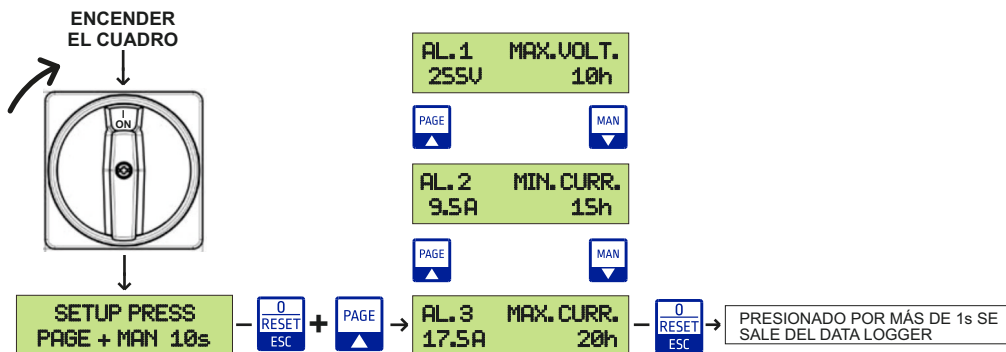 ENCENDER
EL CUADRO
I
ON
SETUP PRESS
PAGE + MAN 10s
0
RESET
ESC
+
PAGE
AL.1 MAX.VOLT.
255V 10h
PAGE
MAN
AL.2 MIN.CURR.
9.5A 15h
PAGE
MAN
AL.3 MAX.CURR.
17.5A 20h
0
RESET
ESC
PRESIONADO POR MÁS DE 1s SE
SALE DEL DATA LOGGER